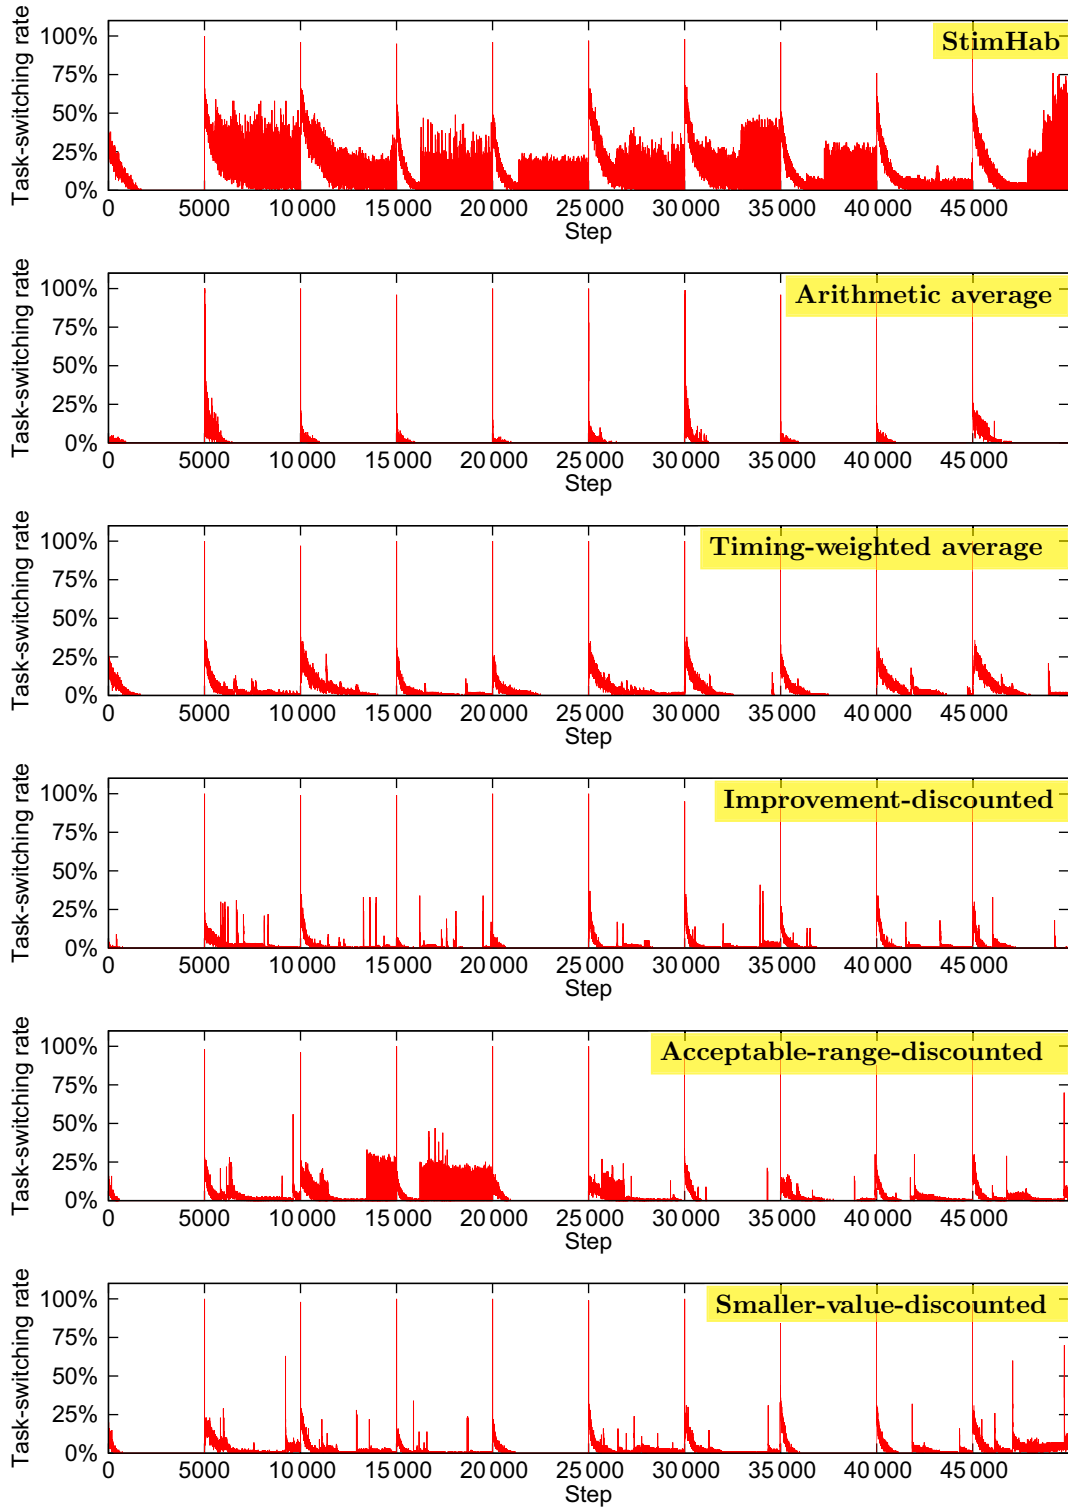 Task-switching rate
100%
75%
50%
25%
0%
StimHab
0 5000 10 000 15 000 20 000 25 000 30 000 35 000 40 000 45 000
Step
Task-switching rate
100%
75%
50%
25%
0%
Arithmetic average
0 5000 10 000 15 000 20 000 25 000 30 000 35 000 40 000 45 000
Step
Task-switching rate
100%
75%
50%
25%
0%
Timing-weighted average
0 5000 10 000 15 000 20 000 25 000 30 000 35 000 40 000 45 000
Step
Task-switching rate
100%
75%
50%
25%
0%
Improvement-discounted
0 5000 10 000 15 000 20 000 25 000 30 000 35 000 40 000 45 000
Step
Task-switching rate
100%
75%
50%
25%
0%
Acceptable-range-discounted
0 5000 10 000 15 000 20 000 25 000 30 000 35 000 40 000 45 000
Step
Task-switching rate
100%
75%
50%
25%
0%
Smaller-value-discounted
0 5000 10 000 15 000 20 000 25 000 30 000 35 000 40 000 45 000
Step